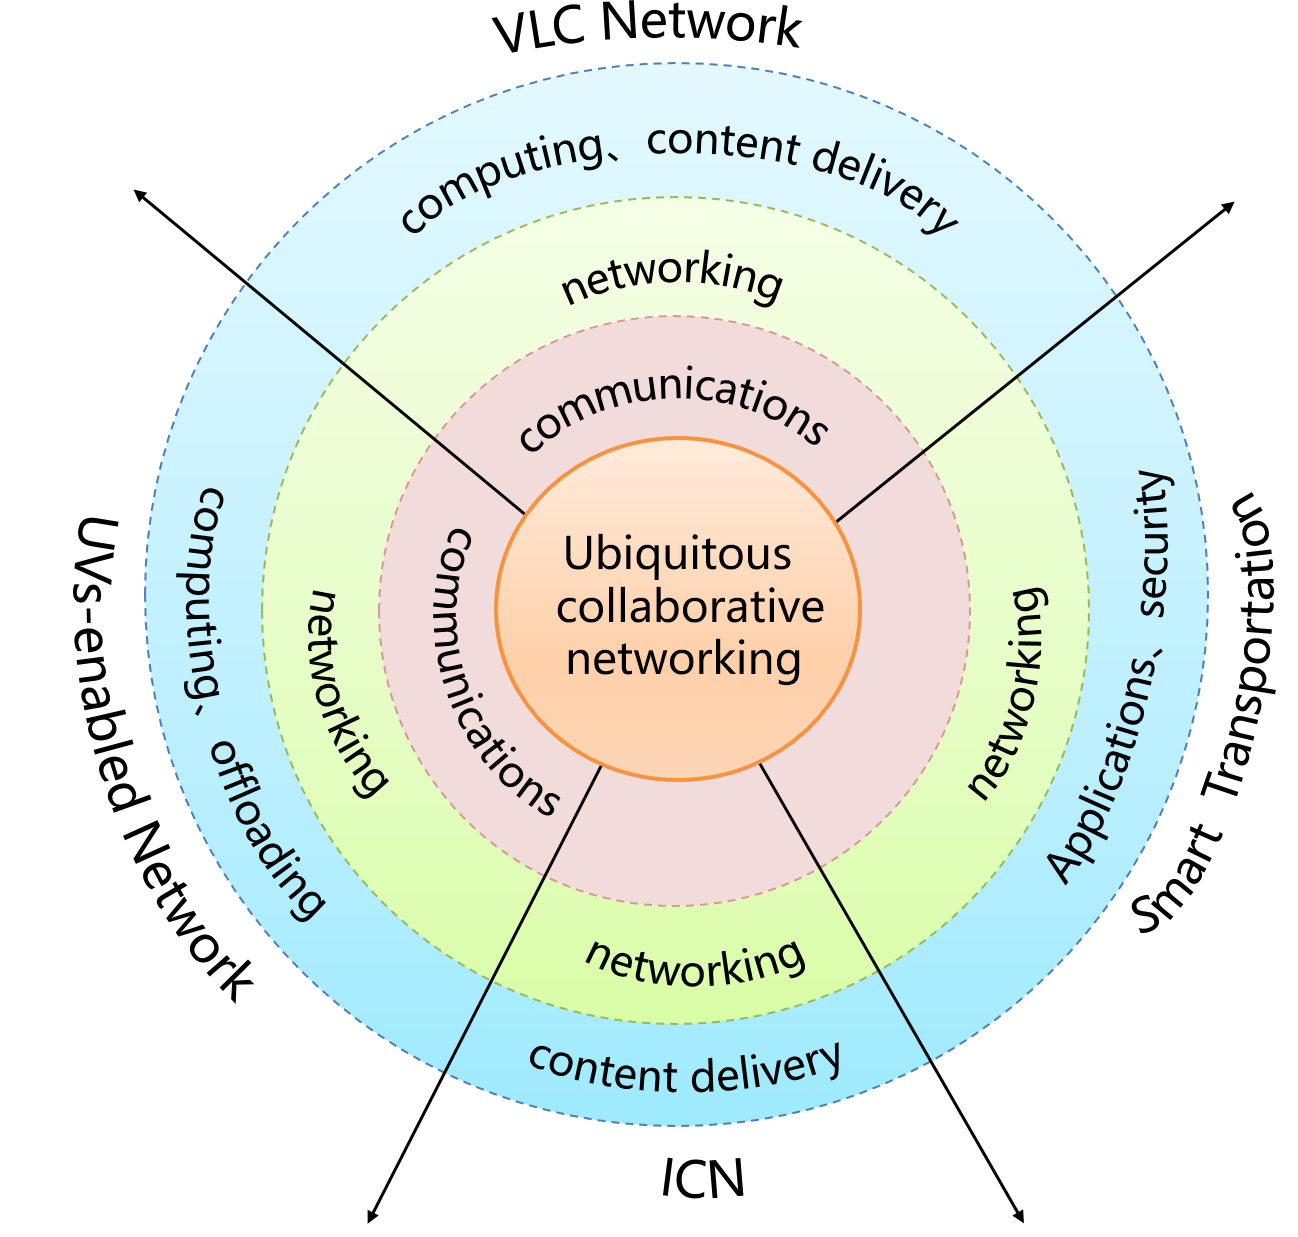 VLC Network
computing、content delivery
networking
communications
Ubiquitous
collaborative
networking
communications
networking
computing、offloading
UVs-enabled Network
networking
Applications、security
Smart Transportation
networking
content delivery
ICN